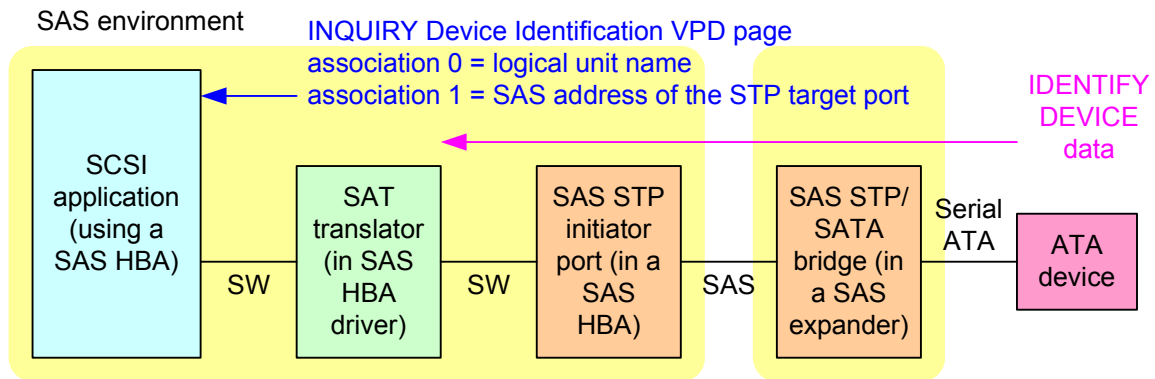 SAS environment
INQUIRY Device Identification VPD page
association 0 = logical unit name
association 1 = SAS address of the STP target port
IDENTIFY
DEVICE
data
SCSI
application
(using a
SAS HBA)
SW
SAT
translator
(in SAS
HBA
driver)
SW
SAS STP
initiator
port (in a
SAS
HBA)
SAS
SAS STP/
SATA
bridge (in
a SAS
expander)
Serial
ATA
ATA
device